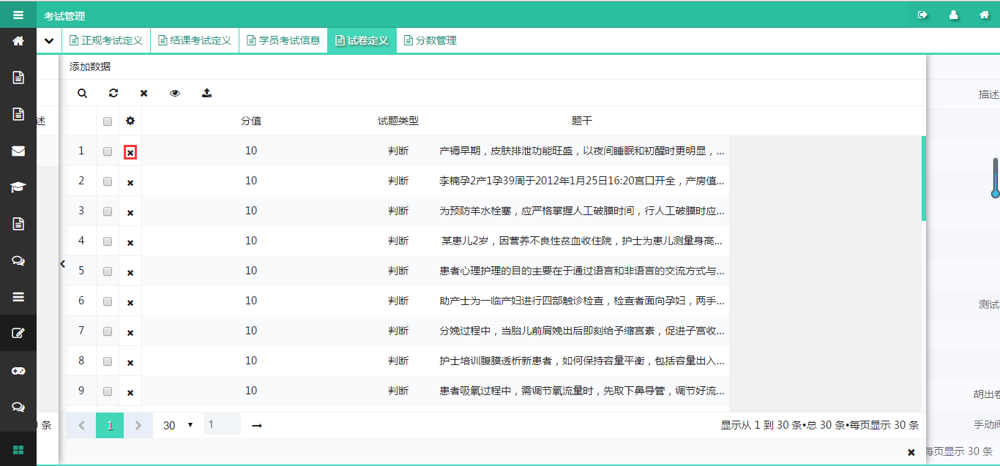 考试管理
正规考试定义 结课考试定义 学员考试信息 试卷定义 分数管理
添加数据
描述
述
分值 试题类型 题干
1 10 判断 产褥早期，皮肤排泄功能旺盛，以夜间睡眠和初醒时更明显，...
2 10 判断 李楠孕2产1孕39周于2012年1月25日16:20宫口开全，产房值...
3 10 判断 为预防羊水栓塞，应严格掌握人工破膜时间，行人工破膜时应...
4 10 判断 某患儿2岁，因营养不良性贫血收住院，护士为患儿测量身高...
5 10 判断 患者心理护理的目的主要在于通过语言和非语言的交流方式与...
6 10 判断 助产士为一临产妇进行四部触诊检查，检查者面向孕妇，两手...
测试
7 10 判断 分娩过程中，当胎儿前肩娩出后即刻给予缩宫素，促进子宫收...
8 10 判断 护士培训腹膜透析新患者，如何保持容量平衡，包括容量出入...
9 10 判断 患者吸氧过程中，需调节氧流量时，先取下鼻导管，调节好流...
胡出卷
条 1 30 1 显示从 1 到 30 条•总 30 条•每页显示 30 条
手动阅
每页显示 30 条